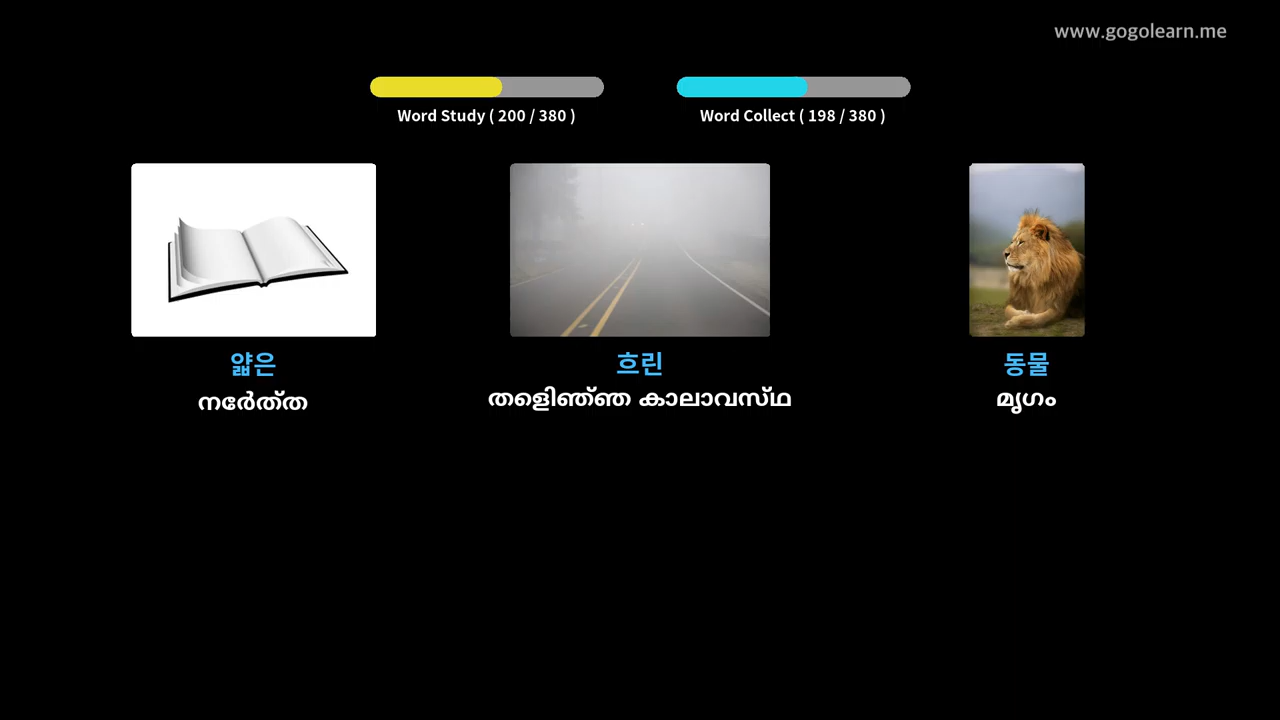 www.gogolearn.me
Word Study ( 200 / 380 )
Word Collect ( 198 / 380 )
얇은
흐린
동물
നർേത്ത
തളെിഞ്ഞ കാലാവസ്ഥ
മൃഗം